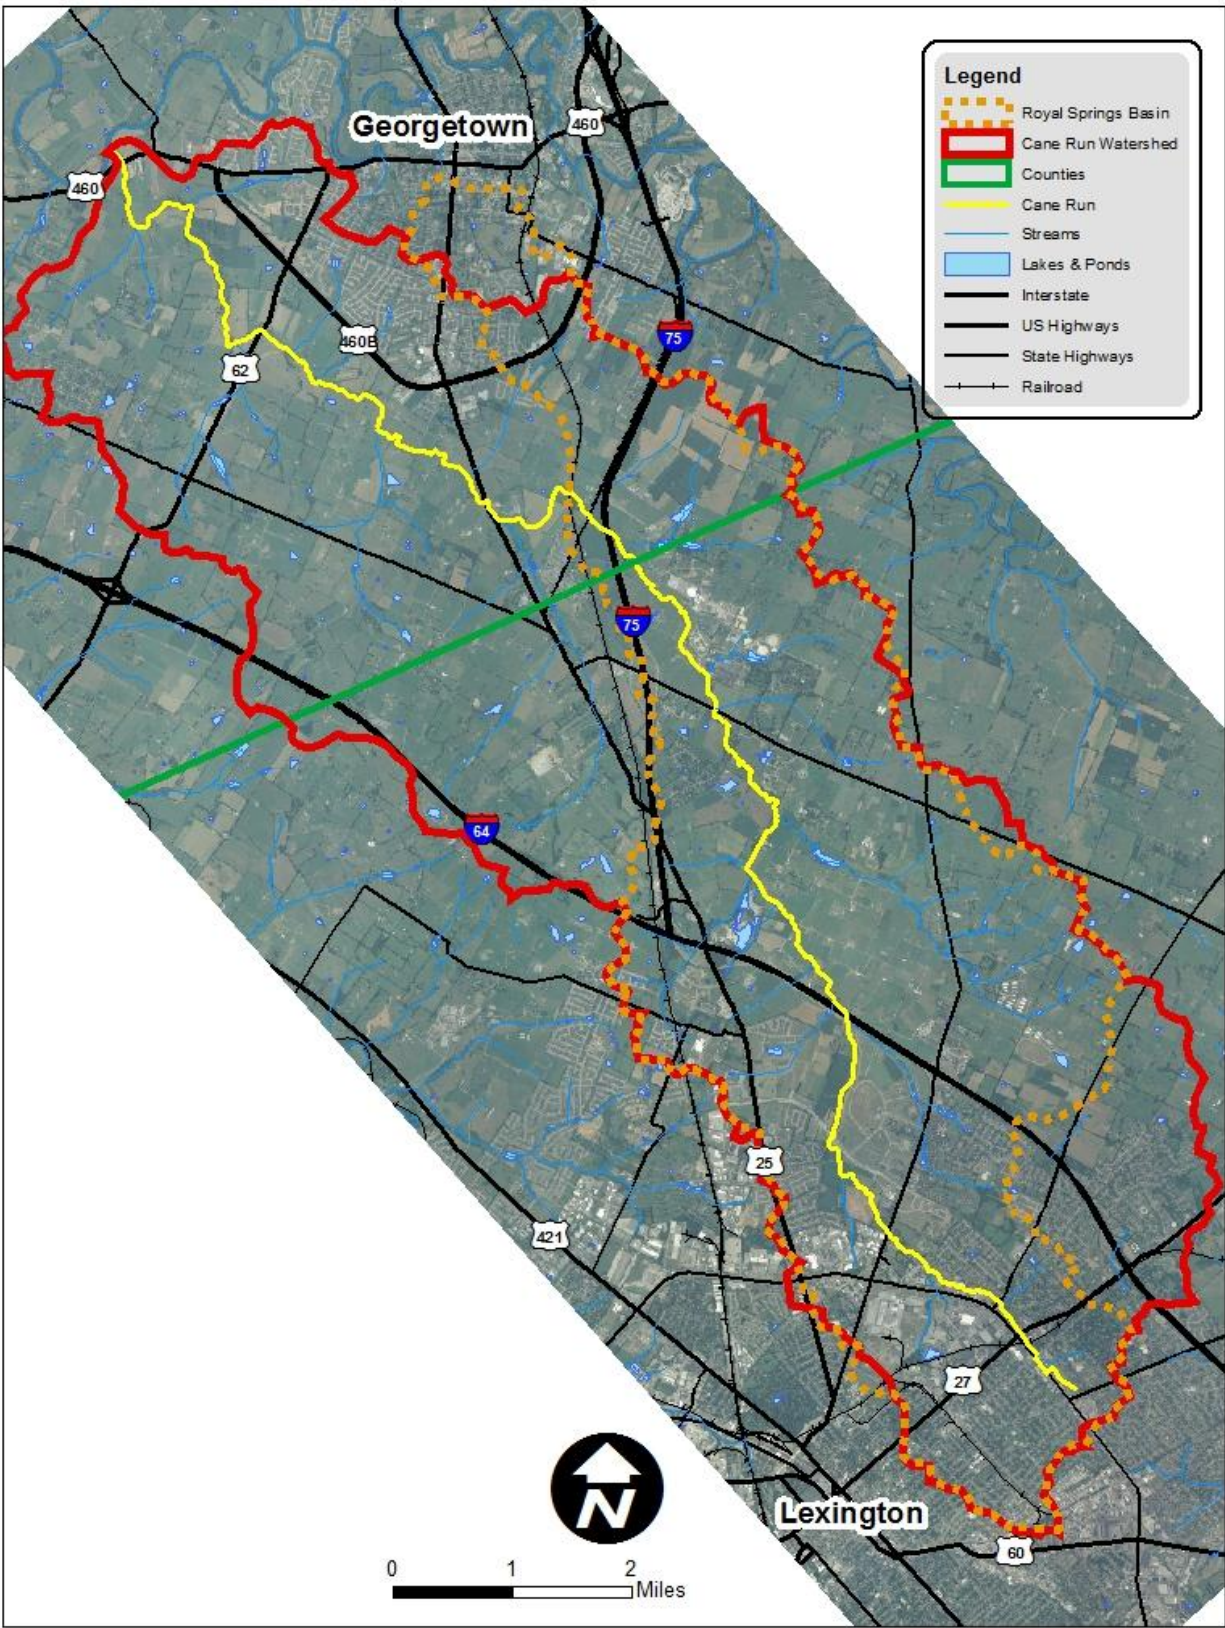 Legend
Royal Springs Basin
Cane Run Watershed
Counties
Cane Run
Streams
Lakes & Ponds
Interstate
US Highways
State Highways
Railroad
Georgetown
460
460
75
460B
62
75
64
25
421
27
Lexington
60
N
0 1 2
Miles